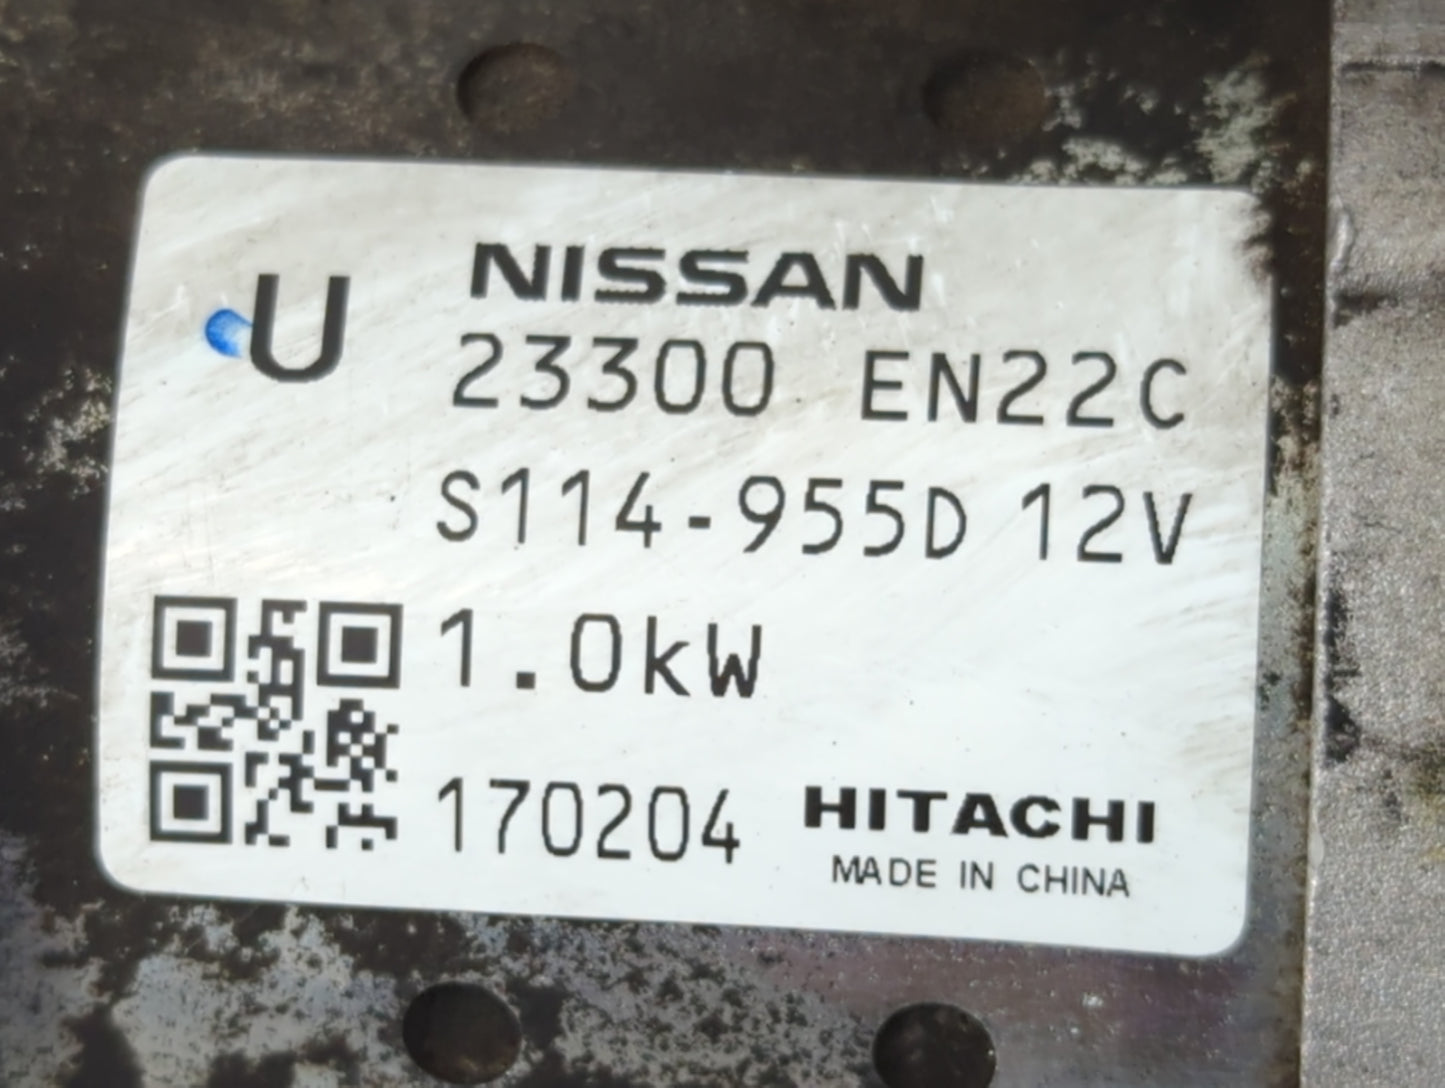 U
NISSAN
23300 EN22C
S114-955D 12V
1.0kW
170204 HITACHI
MADE IN CHINA